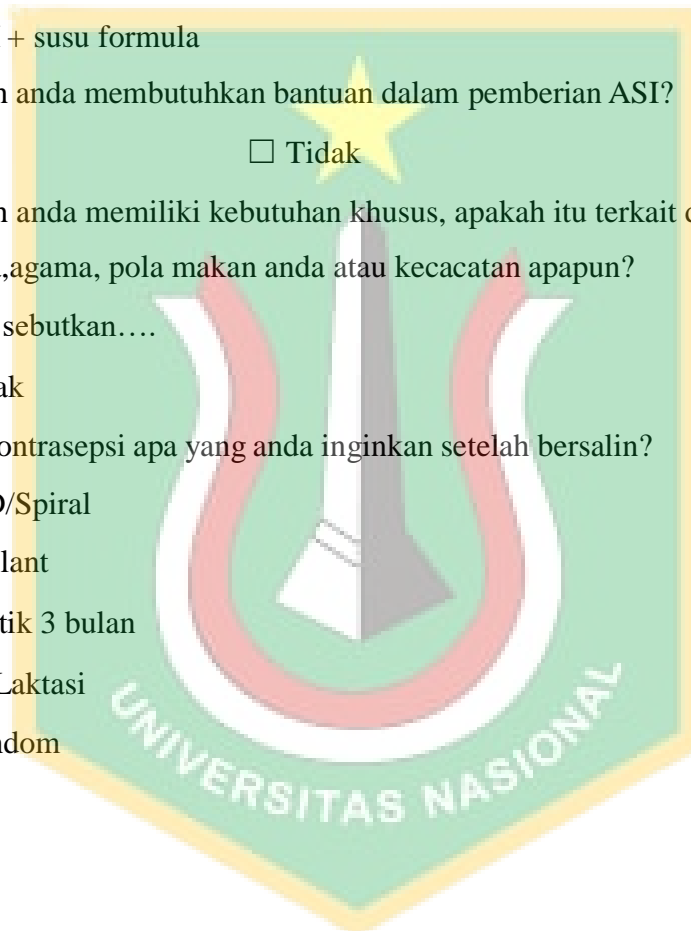 + susu formula
anda membutuhkan bantuan dalam pemberian ASI?
☐ Tidak
anda memiliki kebutuhan khusus, apakah itu terkait
,agama, pola makan anda atau kecacatan apapun?
sebutkan….
ak
ontrasepsi apa yang anda inginkan setelah bersalin?
/Spiral
lant
tik 3 bulan
Laktasi
ndom
UNIVERSITAS NASIONAL